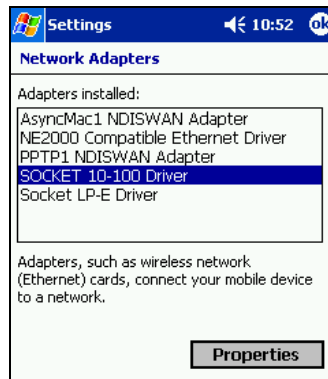 Settings 10:52 ok
Network Adapters
Adapters installed:
AsyncMac1 NDISWAN Adapter
NE2000 Compatible Ethernet Driver
PPTP1 NDISWAN Adapter
SOCKET 10-100 Driver
Socket LP-E Driver
Adapters, such as wireless network
(Ethernet) cards, connect your mobile device
to a network.
Properties